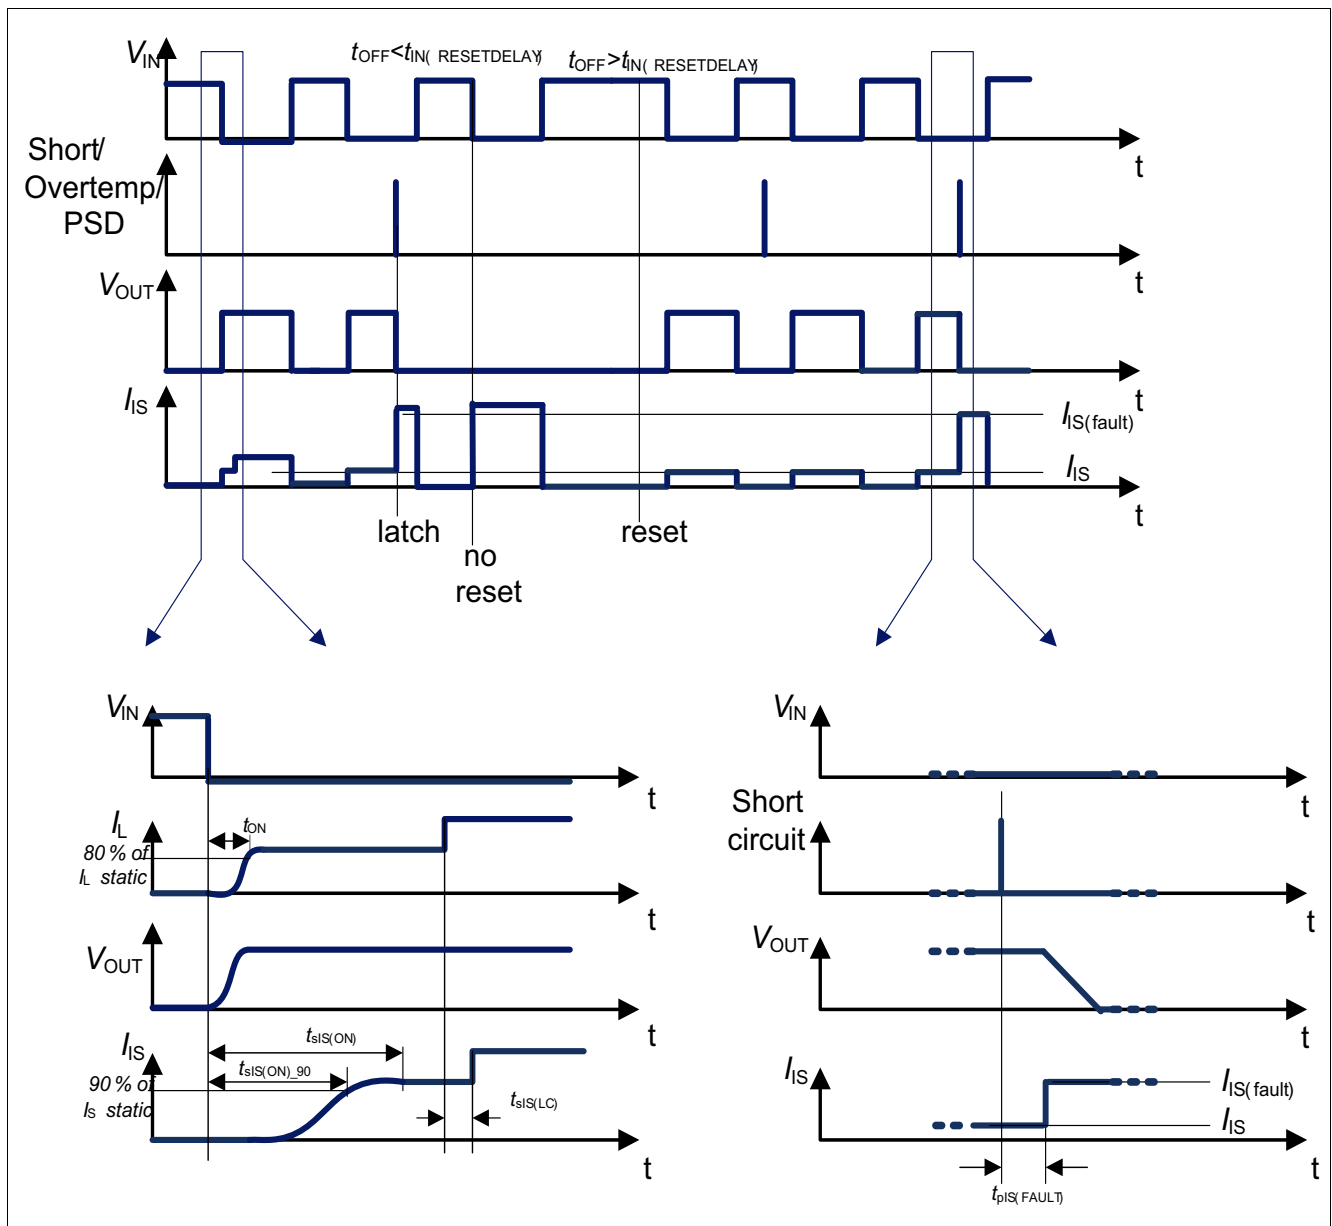 VIN
tOFF<tIN( RESETDELAY)
tOFF>tIN( RESETDELAY)
t
Short/
Overtemp/
PSD
t
VOUT
t
IIS
IIS(fault)
IIS
t
latch
no
reset
reset
VIN
t
IL
tON
80 % of
IL static
t
VOUT
t
IIS
tsIS(ON)
tsIS(ON)_90
90 % of
IS static
tsIS(LC)
t
VIN
t
Short
circuit
t
VOUT
t
IIS
IIS(fault)
IIS
t
tpIS(FAULT)